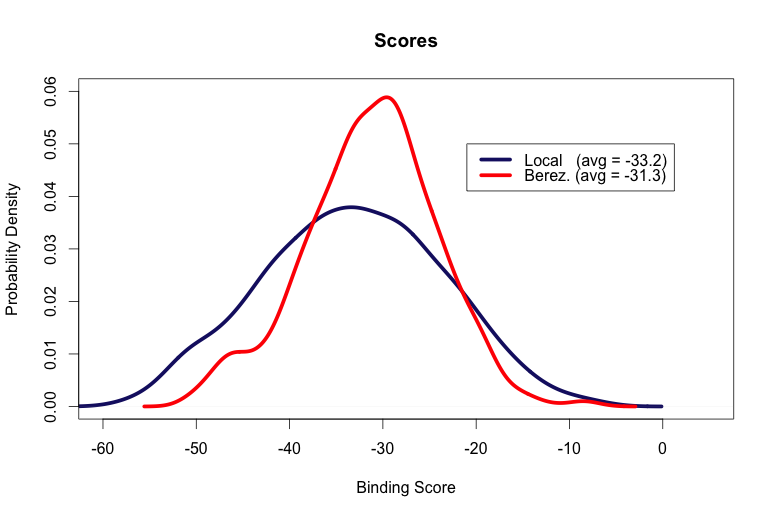 Scores
Probability Density
0.06
0.05
0.04
0.03
0.02
0.01
0.00
Local (avg = -33.2)
Berez. (avg = -31.3)
-60 -50 -40 -30 -20 -10 0
Binding Score